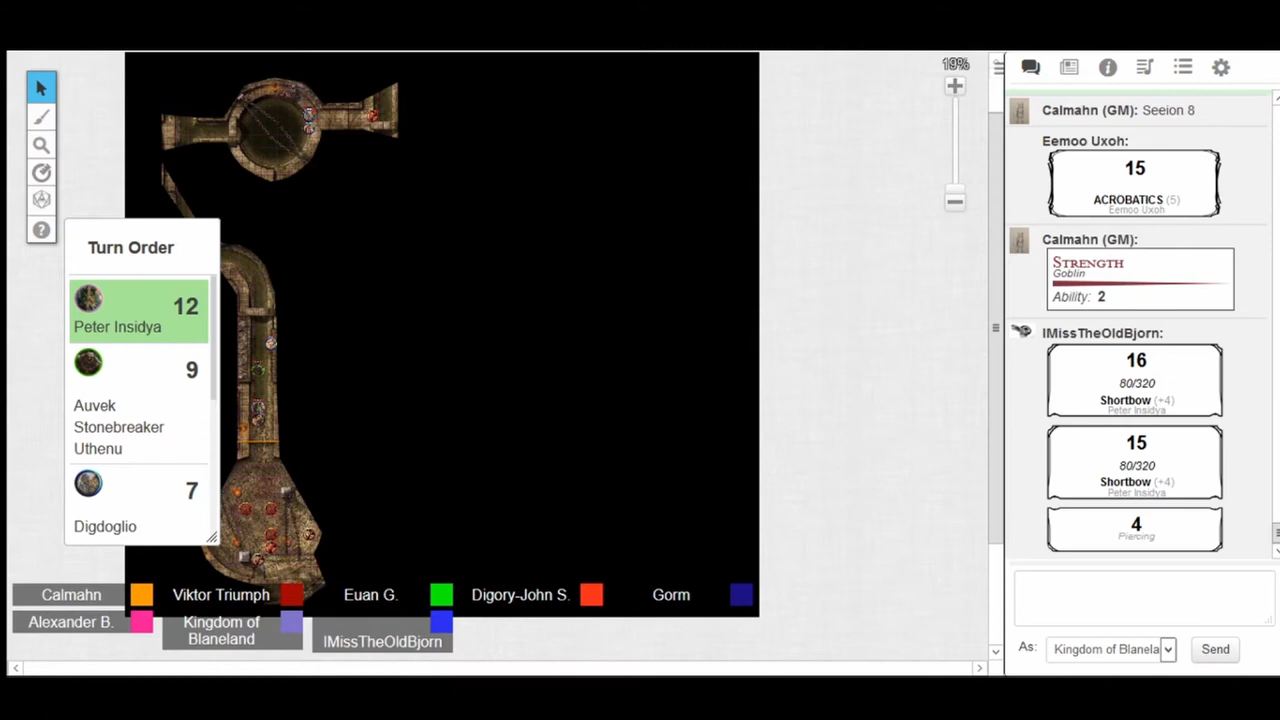 19%
Turn Order
12
Peter Insidya
9
Auvek
Stonebreaker
Uthenu
7
Digdoglio
Calmahn
Viktor Triumph
Euan G.
Digory-John S.
Gorm
Alexander B.
Kingdom of
Blaneland
IMissTheOldBjorn
Calmahn (GM): Seeion 8
Eemoo Uxoh:
15
ACROBATICS (5)
Eemoo Uxoh
Calmahn (GM):
STRENGTH
Goblin
Ability: 2
IMissTheOldBjorn:
16
80/320
Shortbow (+4)
Peter Insidya
15
80/320
Shortbow (+4)
Peter Insidya
4
Piercing
As:
Kingdom of Blanela
Send